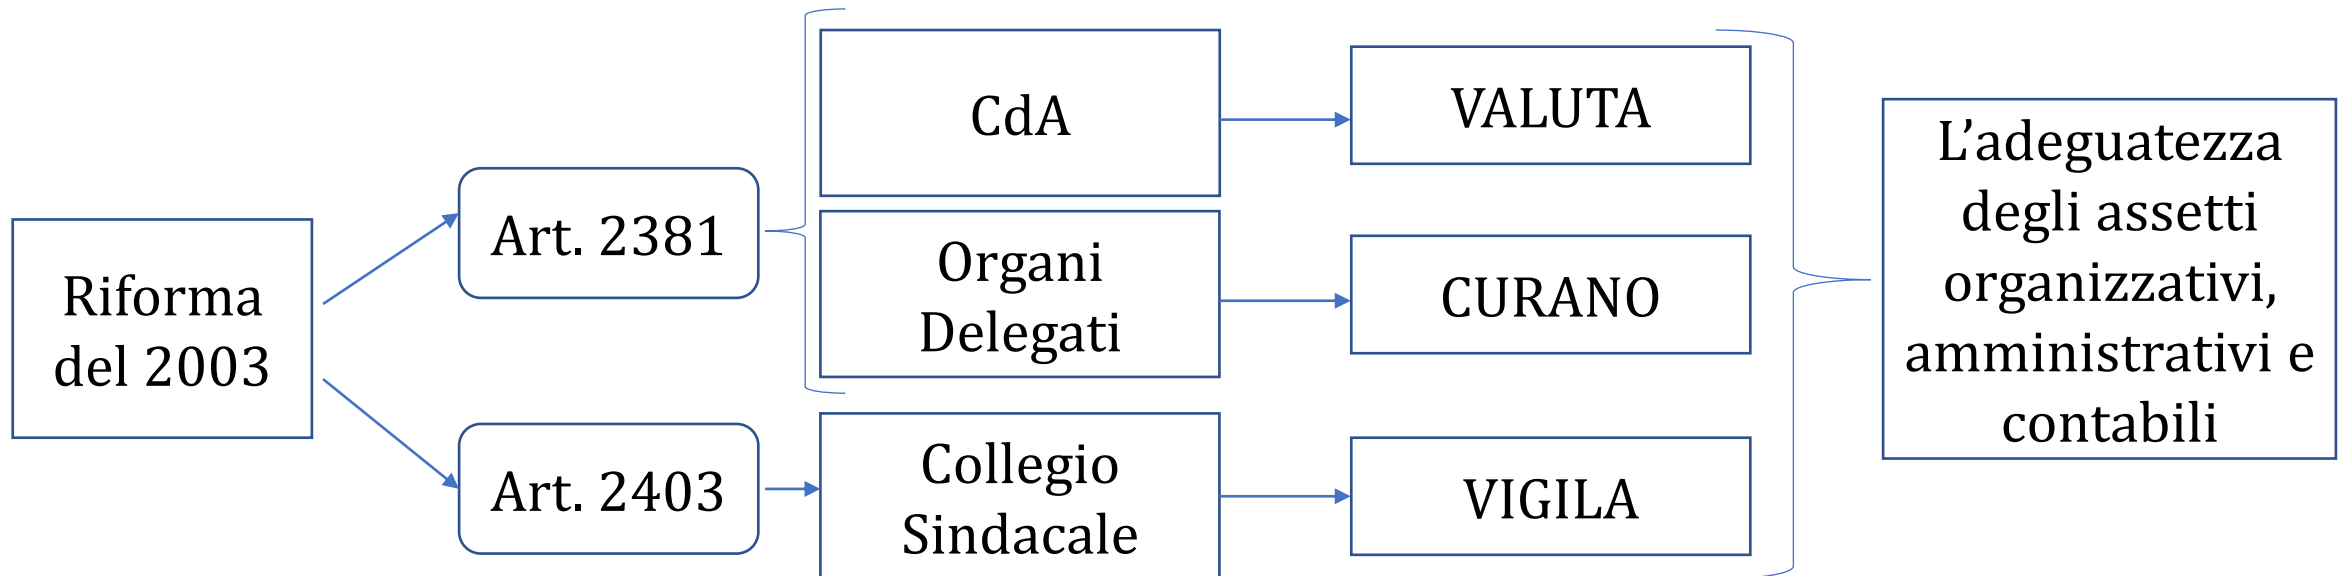 Riforma
del 2003
Art. 2381
CdA
VALUTA
Organi
Delegati
CURANO
Art. 2403
Collegio
Sindacale
VIGILA
L’adeguatezza
degli assetti
organizzativi,
amministrativi e
contabili